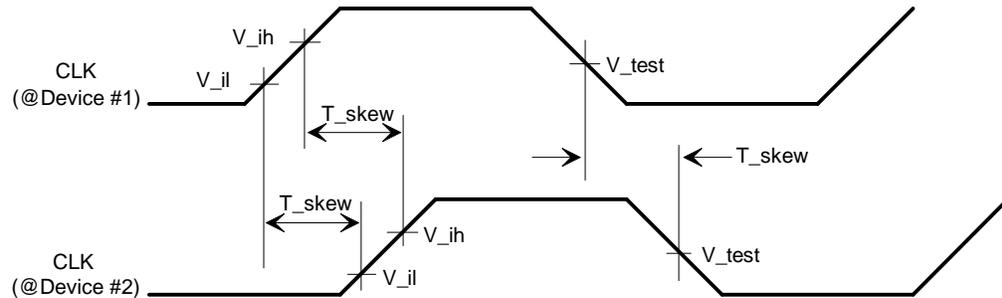 V_ih
V_test
CLK
(@Device #1)
V_il
T_skew
T_skew
T_skew
V_ih
V_test
CLK
(@Device #2)
V_il